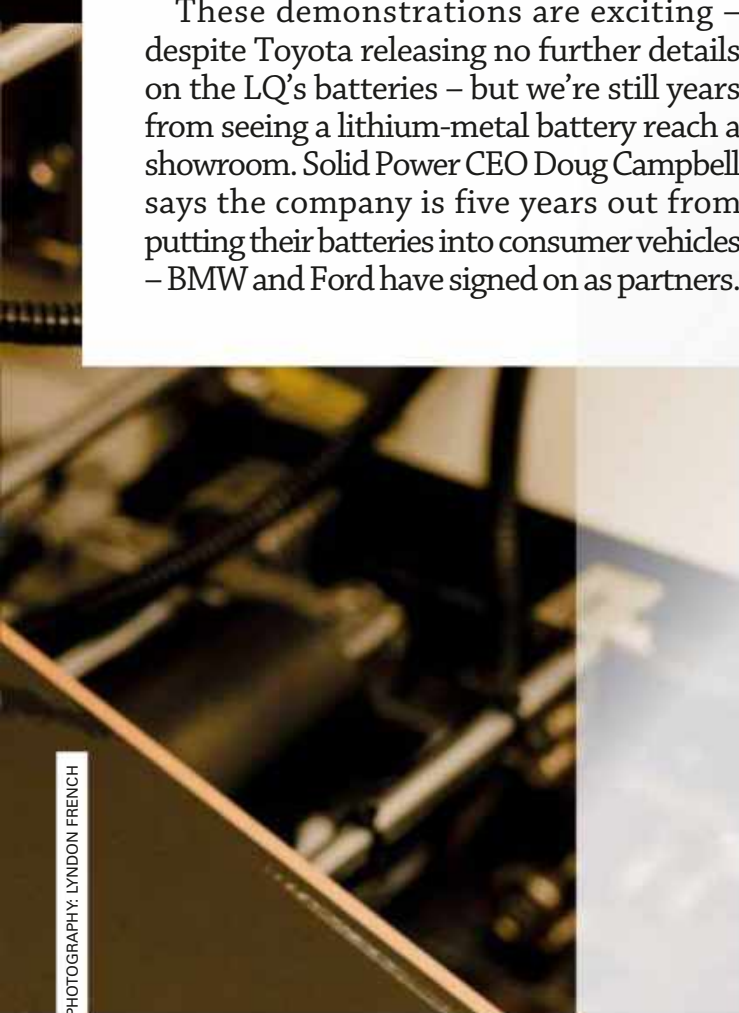 These demonstrations are exciting –
despite Toyota releasing no further details
on the LQ’s batteries – but we’re still years
from seeing a lithium-metal battery reach a
showroom. Solid Power CEO Doug Campbell
says the company is five years out from
putting their batteries into consumer vehicles
– BMW and Ford have signed on as partners.
PHOTOGRAPHY: LYNDON FRENCH